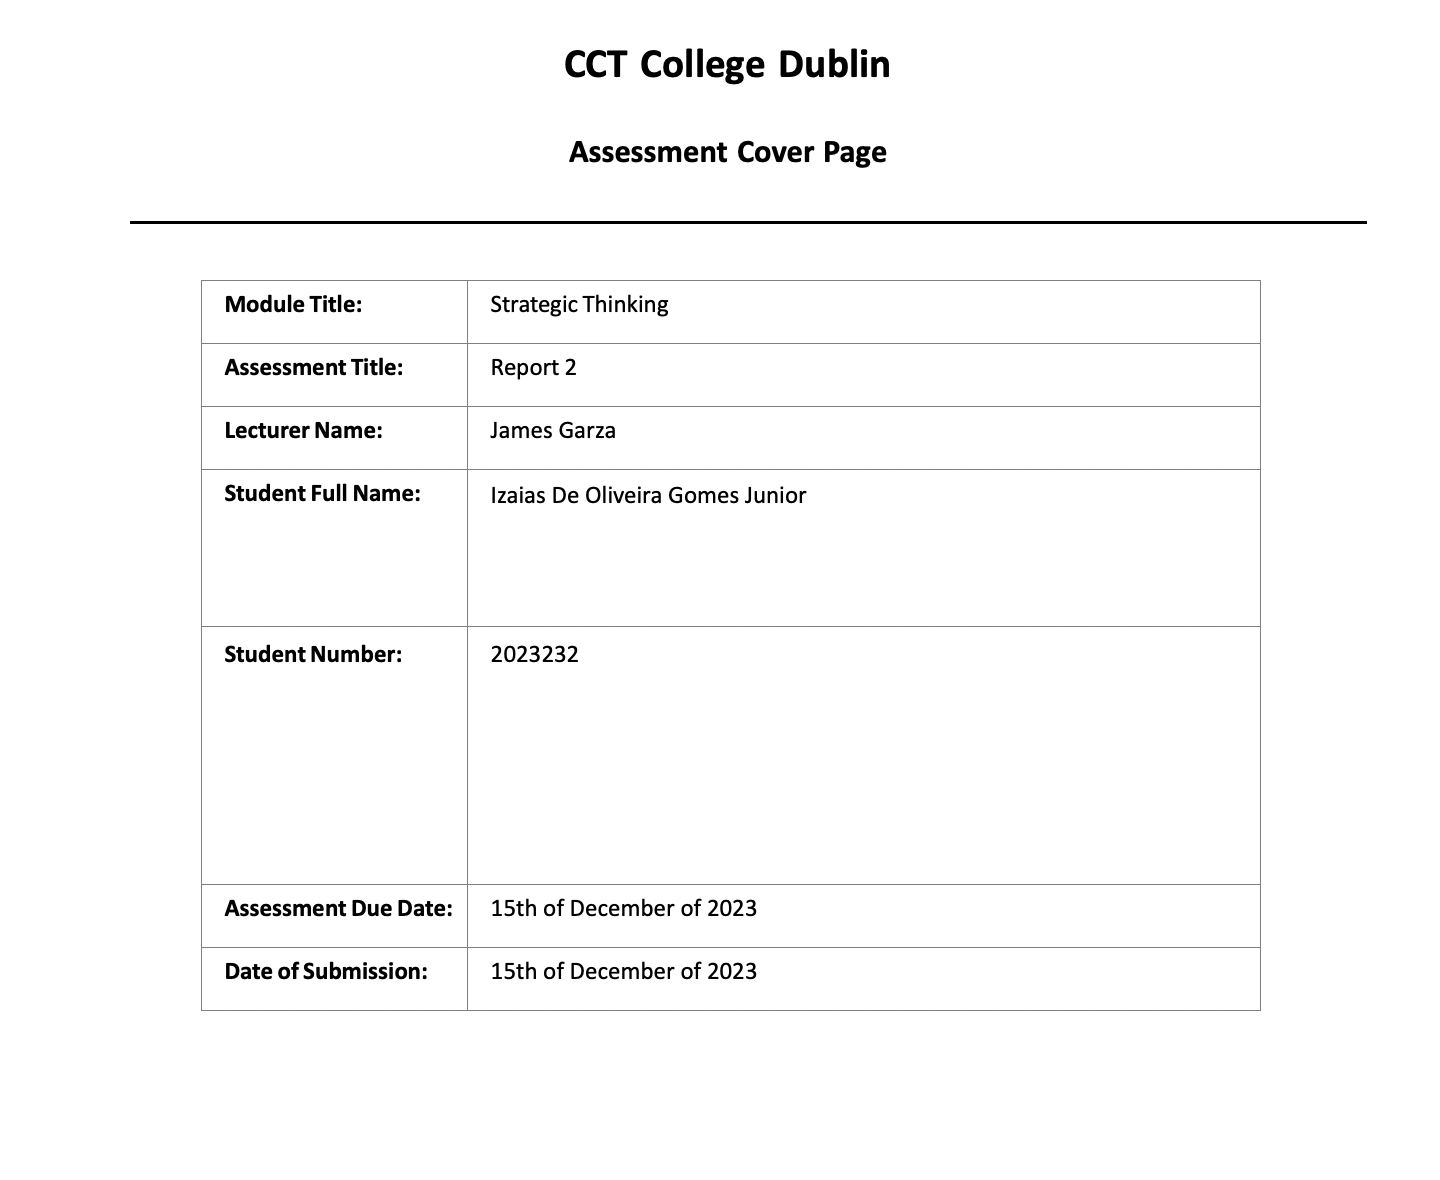 CCT College Dublin
Assessment Cover Page
Module Title: Strategic Thinking
Assessment Title: Report 2
Lecturer Name: James Garza
Student Full Name: Izaias De Oliveira Gomes Junior
Student Number: 2023232
Assessment Due Date: 15th of December of 2023
Date of Submission: 15th of December of 2023